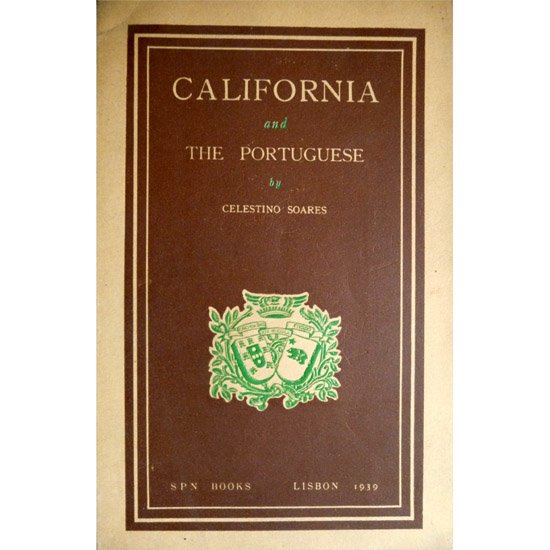 CALIFORNIA
and
THE PORTUGUESE
by
CELESTINO SOARES
SPN BOOKS LISBON 1939